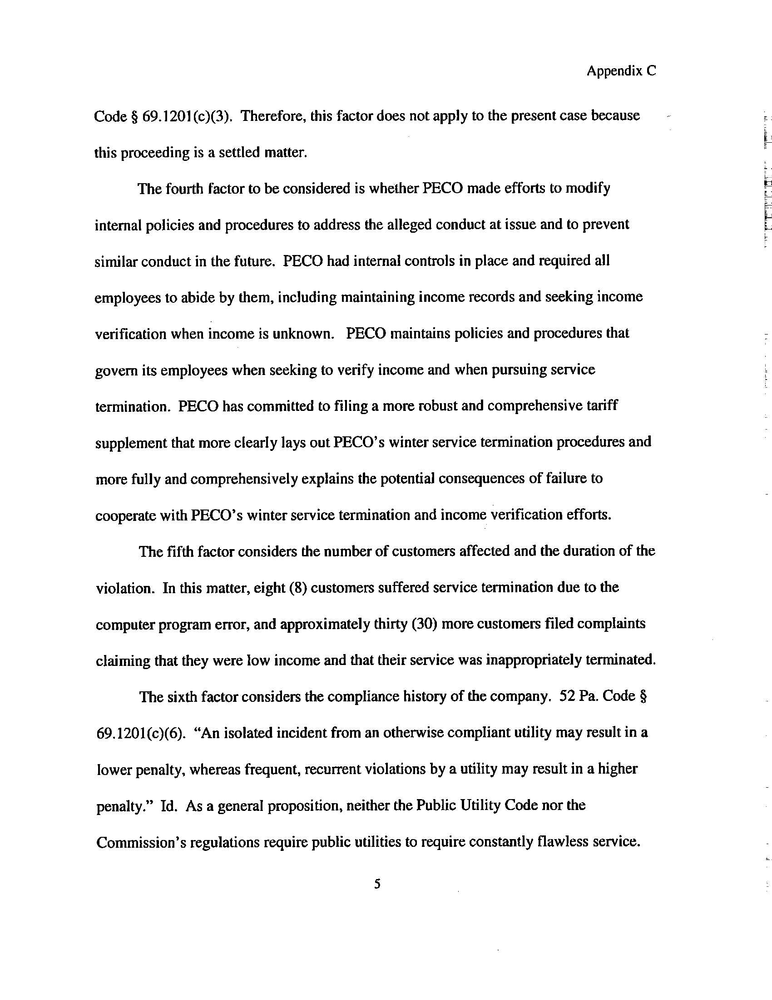 Appendix C
Code § 69.1201(c)(3). Therefore, this factor does not apply to the present case because
this proceeding is a settled matter.
The fourth factor to be considered is whether PECO made efforts to modify
internal policies and procedures to address the alleged conduct at issue and to prevent
similar conduct in the future. PECO had internal controls in place and required all
employees to abide by them, including maintaining income records and seeking income
verification when income is unknown. PECO maintains policies and procedures that
govern its employees when seeking to verify income and when pursuing service
termination. PECO has committed to filing a more robust and comprehensive tariff
supplement that more clearly lays out PECO's winter service termination procedures and
more fully and comprehensively explains the potential consequences of failure to
cooperate with PECO's winter service termination and income verification efforts.
The fifth factor considers the number of customers affected and the duration of the
violation. In this matter, eight (8) customers suffered service termination due to the
computer program error, and approximately thirty (30) more customers filed complaints
claiming that they were low income and that their service was inappropriately terminated.
The sixth factor considers the compliance history of the company. 52 Pa. Code §
69.1201(c)(6). “An isolated incident from an otherwise compliant utility may result in a
lower penalty, whereas frequent, recurrent violations by a utility may result in a higher
penalty.” Id. As a general proposition, neither the Public Utility Code nor the
Commission's regulations require public utilities to require constantly flawless service.
5